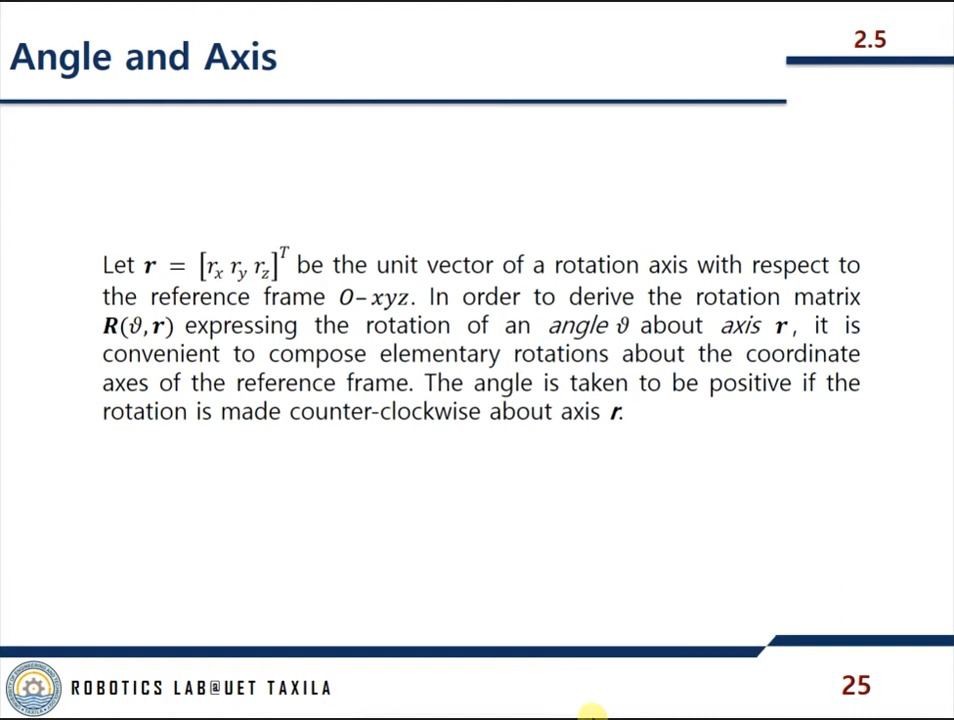 Angle and Axis
2.5
Let r = [r_x r_y r_z]^T be the unit vector of a rotation axis with respect to
the reference frame O–xyz. In order to derive the rotation matrix
R(ϑ, r) expressing the rotation of an angle ϑ about axis r, it is
convenient to compose elementary rotations about the coordinate
axes of the reference frame. The angle is taken to be positive if the
rotation is made counter-clockwise about axis r.
ROBOTICS LAB@UET TAXILA
25